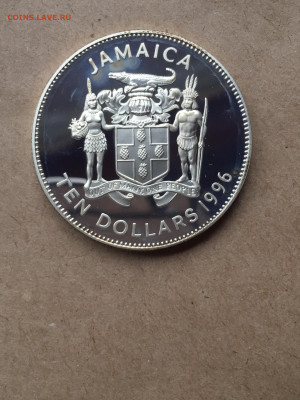 coins.lave.ru
JAMAICA
OUT OF MANY, ONE PEOPLE
TEN DOLLARS 1996